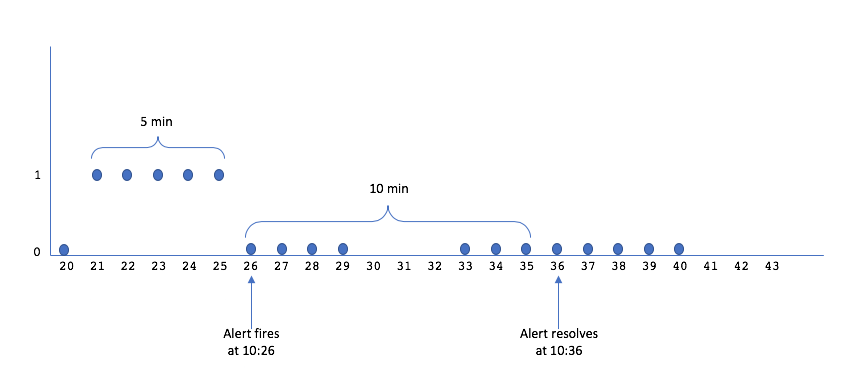 5 min
1
10 min
0
20 21 22 23 24 25 26 27 28 29 30 31 32 33 34 35 36 37 38 39 40 41 42 43
Alert fires
at 10:26
Alert resolves
at 10:36